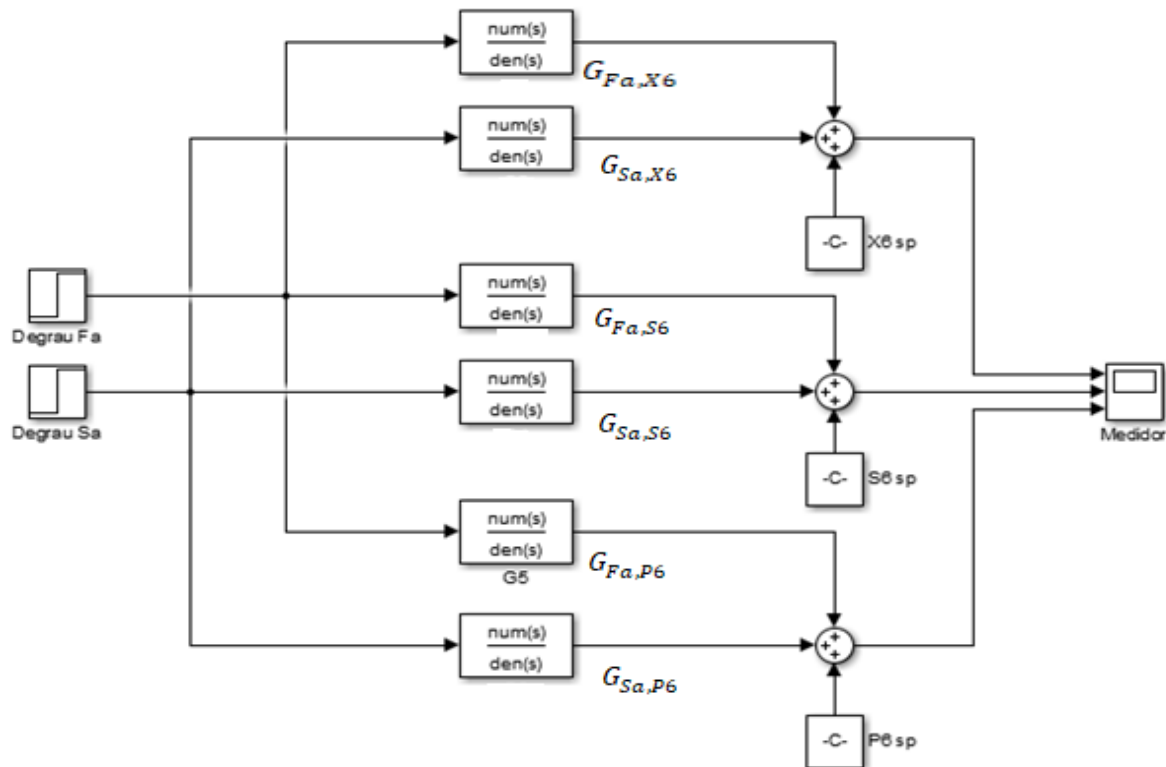 num(s)
den(s)
G_{Fa,X6}
num(s)
den(s)
G_{Sa,X6}
+
+
+
-C-
X6 sp
Degrau Fa
num(s)
den(s)
G_{Fa,S6}
Degrau Sa
num(s)
den(s)
G_{Sa,S6}
+
+
+
Medidor
-C-
S6 sp
num(s)
den(s)
G5
G_{Fa,P6}
num(s)
den(s)
G_{Sa,P6}
+
+
+
-C-
P6 sp